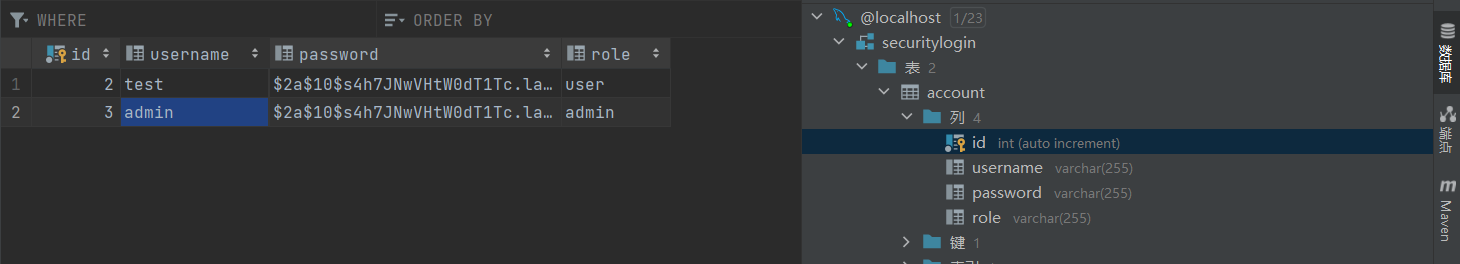 WHERE ORDER BY
id username password role
1 2 test $2a$10$s4h7JNwVHtW0dT1Tc.la… user
2 3 admin $2a$10$s4h7JNwVHtW0dT1Tc.la… admin
@localhost 1/23
securitylogin
表 2
account
列 4
id int (auto increment)
username varchar(255)
password varchar(255)
role varchar(255)
键 1
数据库
端点
m Maven